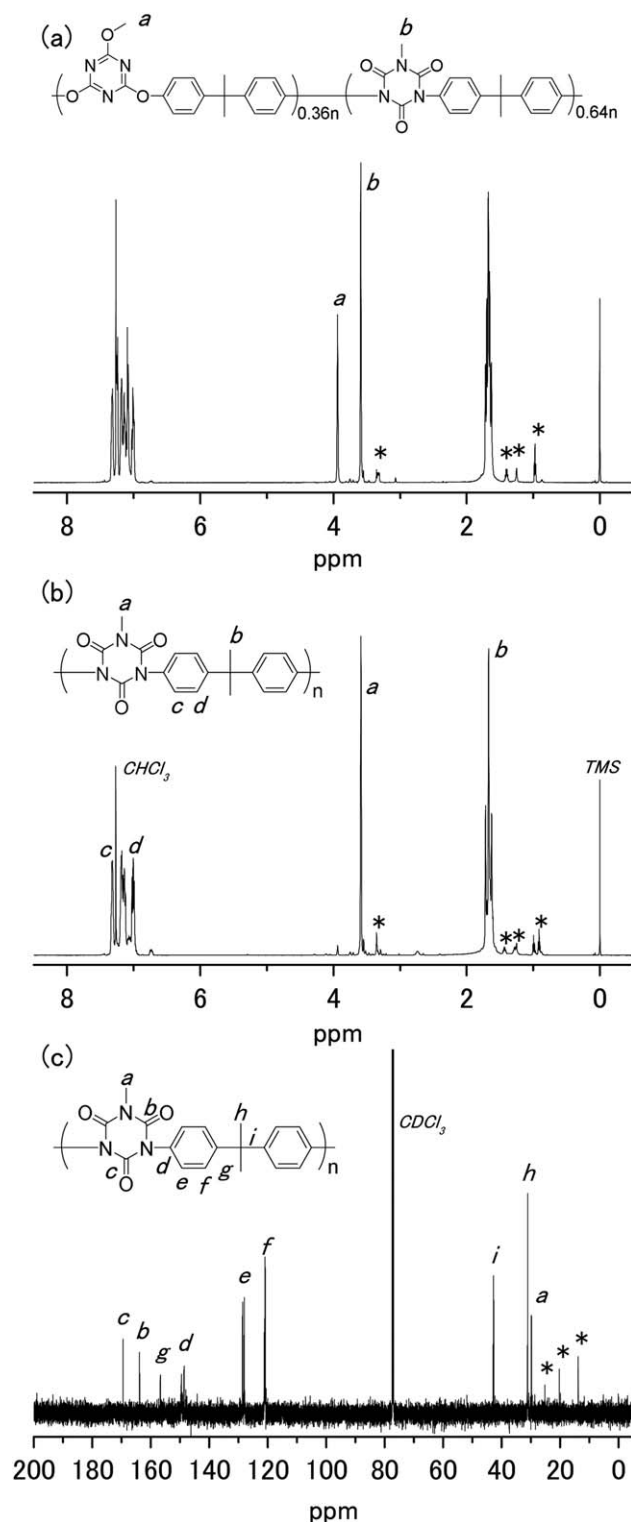 (a)
a
b
O
N N
O N O
0.36n
N
O O
N N
O
0.64n
b
a
* * * *
8 6 4 2 0
ppm
(b)
a
N
O O
N N
O
b
c d
n
CHCl3
c d
a
b
TMS
* * * *
8 6 4 2 0
ppm
(c)
a
N
O b O
N N
c O
d e f g h i
n
CDCl3
c b g d e f i h a
* * *
200 180 160 140 120 100 80 60 40 20 0
ppm